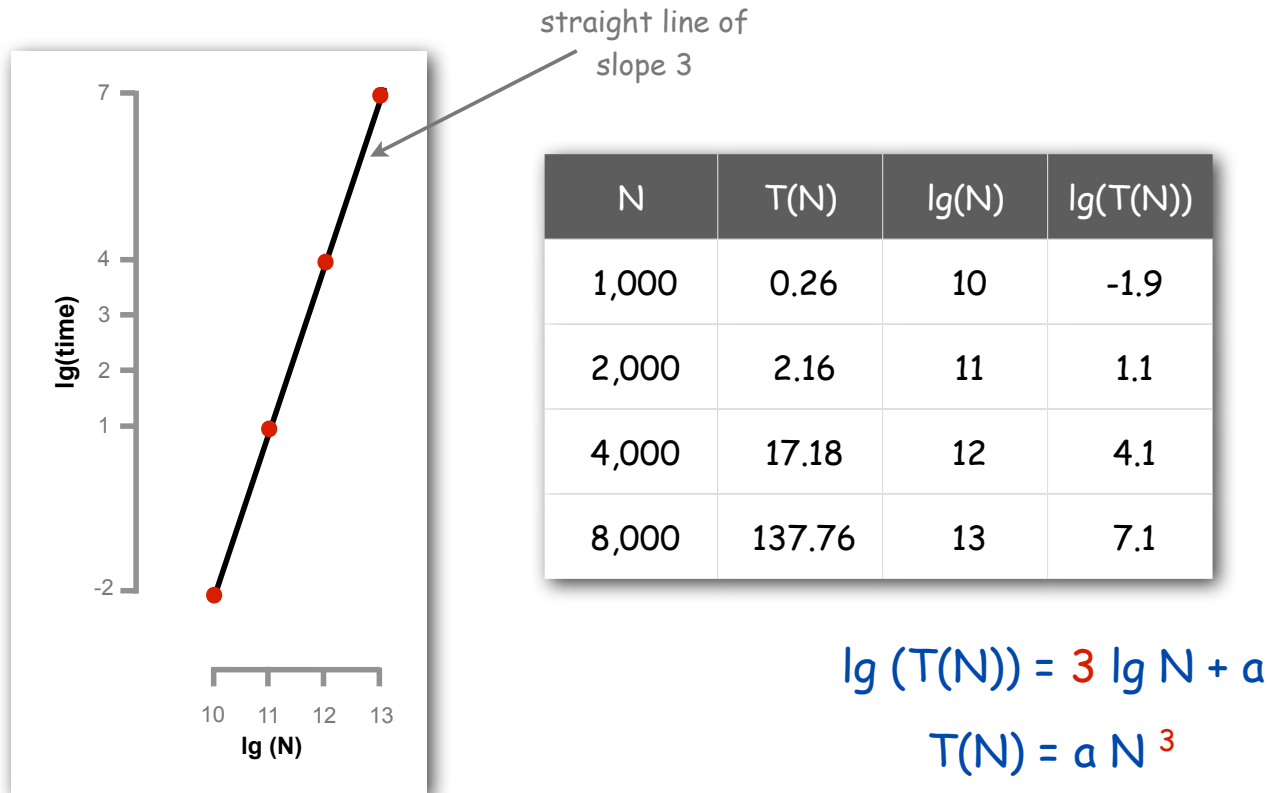 straight line of
slope 3
7
4
3
2
1
-2
lg(time)
10 11 12 13
lg (N)
N T(N) lg(N) lg(T(N))
1,000 0.26 10 -1.9
2,000 2.16 11 1.1
4,000 17.18 12 4.1
8,000 137.76 13 7.1
lg (T(N)) = 3 lg N + a
T(N) = a N 3